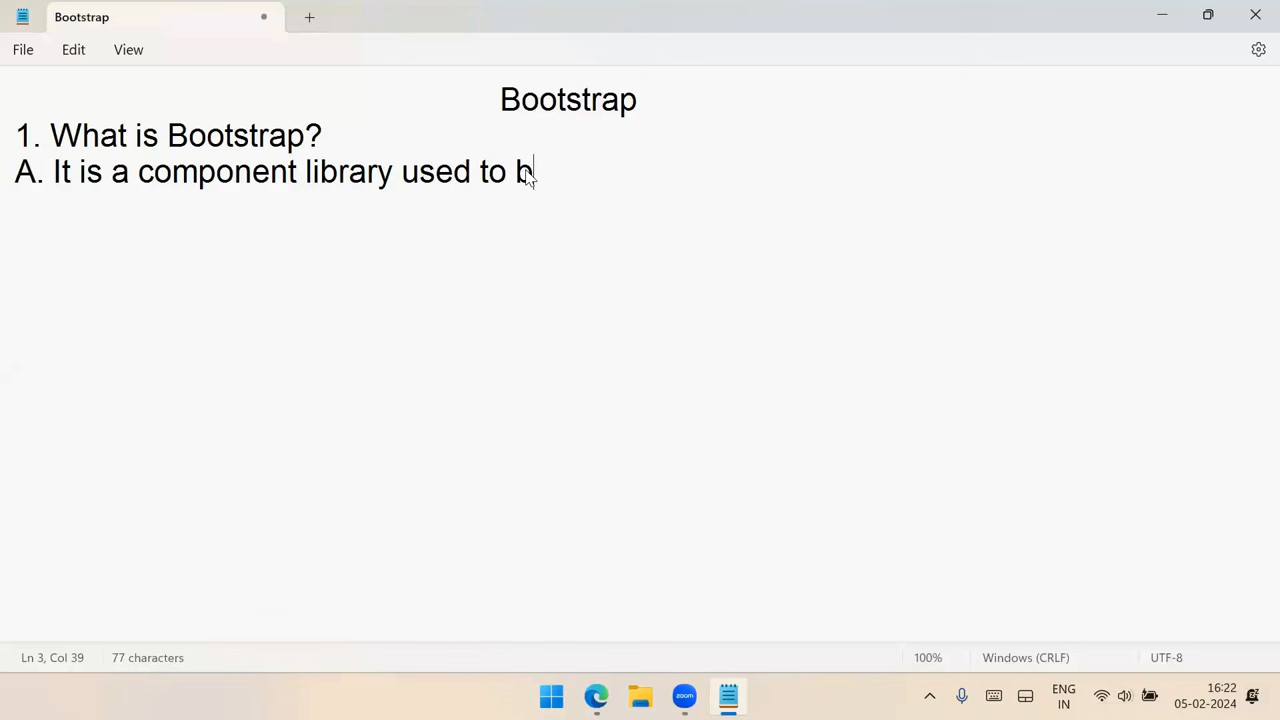 Bootstrap
File Edit View
Bootstrap
1. What is Bootstrap?
A. It is a component library used to b
Ln 3, Col 39 77 characters 100% Windows (CRLF) UTF-8
zoom
ENG
IN
16:22
05-02-2024